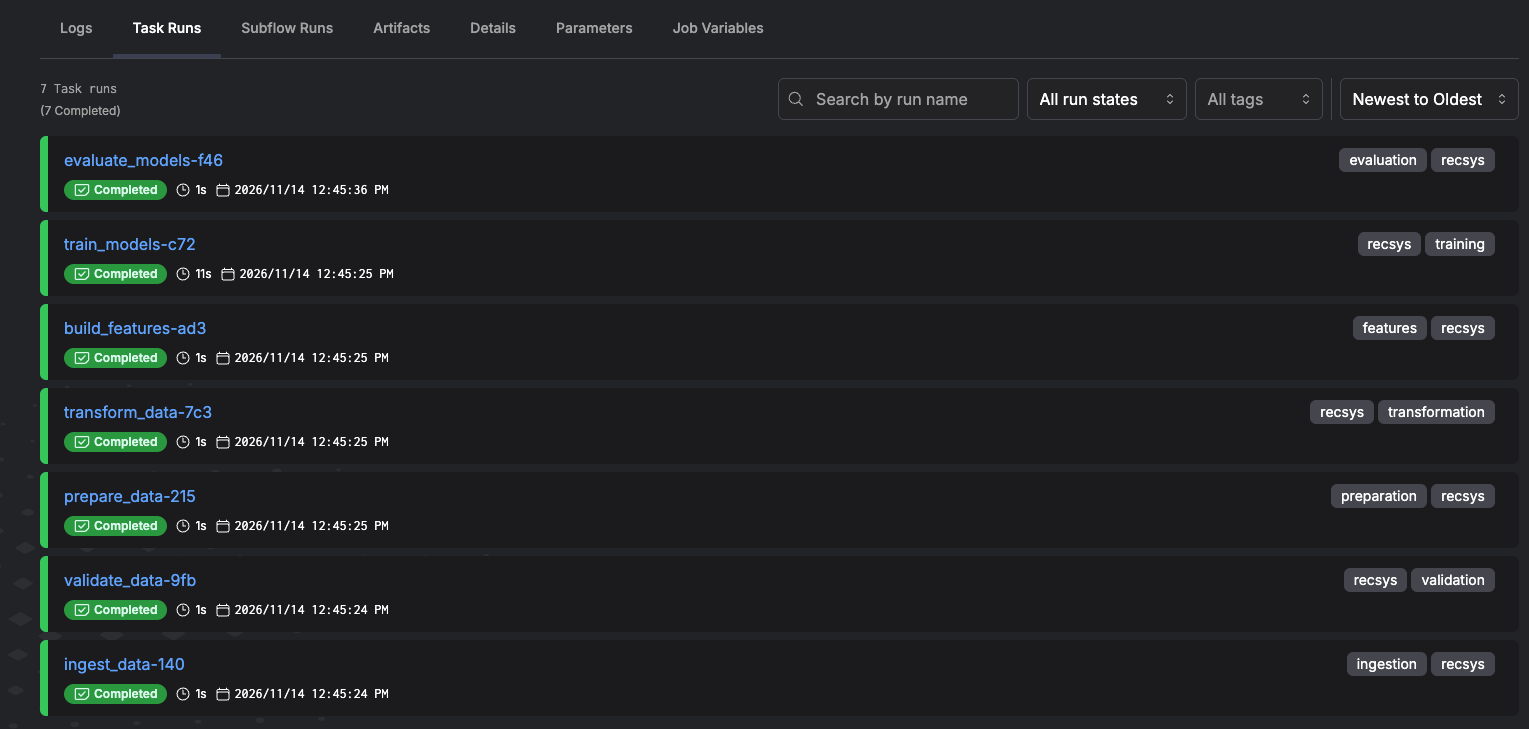 Logs Task Runs Subflow Runs Artifacts Details Parameters Job Variables
7 Task runs
(7 Completed)
Search by run name All run states All tags Newest to Oldest
evaluate_models-f46 evaluation recsys
Completed 1s 2026/11/14 12:45:36 PM
train_models-c72 recsys training
Completed 11s 2026/11/14 12:45:25 PM
build_features-ad3 features recsys
Completed 1s 2026/11/14 12:45:25 PM
transform_data-7c3 recsys transformation
Completed 1s 2026/11/14 12:45:25 PM
prepare_data-215 preparation recsys
Completed 1s 2026/11/14 12:45:25 PM
validate_data-9fb recsys validation
Completed 1s 2026/11/14 12:45:24 PM
ingest_data-140 ingestion recsys
Completed 1s 2026/11/14 12:45:24 PM